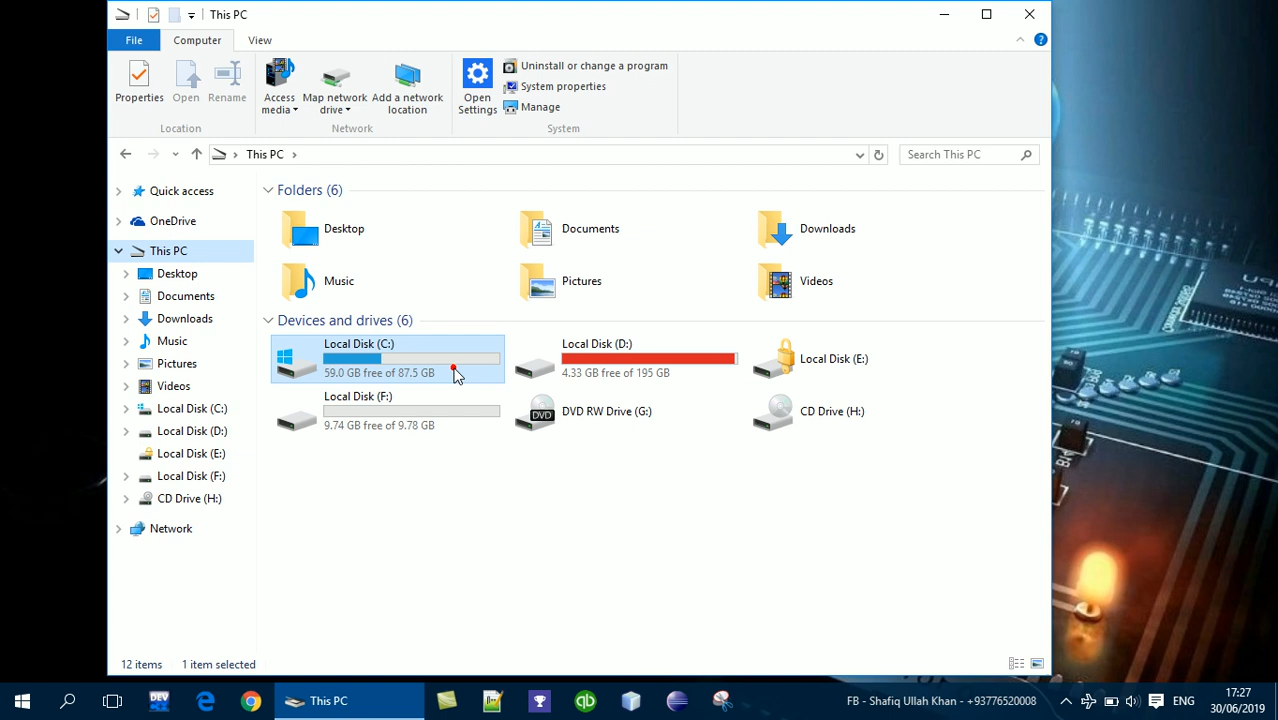 This PC
File
Computer
View
Properties
Open
Rename
Access media
Map network drive
Add a network location
Open Settings
Uninstall or change a program
System properties
Manage
Location
Network
System
This PC
Search This PC
Quick access
OneDrive
This PC
Desktop
Documents
Downloads
Music
Pictures
Videos
Local Disk (C:)
Local Disk (D:)
Local Disk (E:)
Local Disk (F:)
CD Drive (H:)
Network
Folders (6)
Desktop
Documents
Downloads
Music
Pictures
Videos
Devices and drives (6)
Local Disk (C:)
59.0 GB free of 87.5 GB
Local Disk (D:)
4.33 GB free of 195 GB
Local Disk (E:)
Local Disk (F:)
9.74 GB free of 9.78 GB
DVD
DVD RW Drive (G:)
CD Drive (H:)
12 items
1 item selected
DEV
This PC
FB - Shafiq Ullah Khan - +93776520008
ENG
17:27
30/06/2019